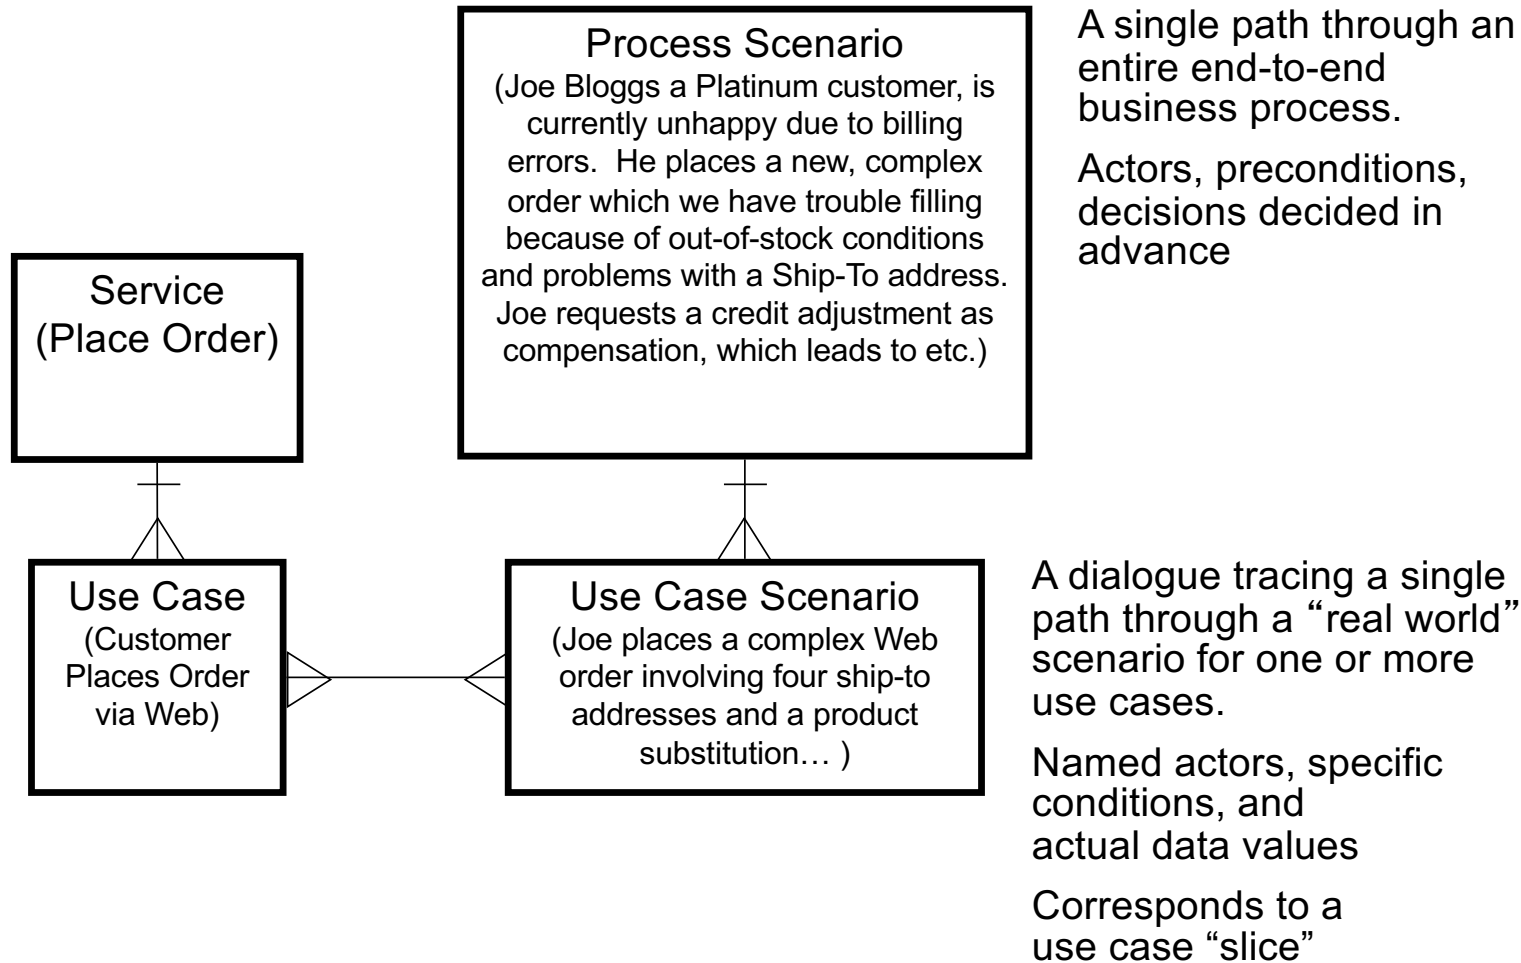 Process Scenario
(Joe Bloggs a Platinum customer, is
currently unhappy due to billing
errors.  He places a new, complex
order which we have trouble filling
because of out-of-stock conditions
and problems with a Ship-To address.
Joe requests a credit adjustment as
compensation, which leads to etc.)
A single path through an
entire end-to-end
business process.
Actors, preconditions,
decisions decided in
advance
Service
(Place Order)
Use Case
(Customer
Places Order
via Web)
Use Case Scenario
(Joe places a complex Web
order involving four ship-to
addresses and a product
substitution… )
A dialogue tracing a single
path through a “real world”
scenario for one or more
use cases.
Named actors, specific
conditions, and
actual data values
Corresponds to a
use case “slice”